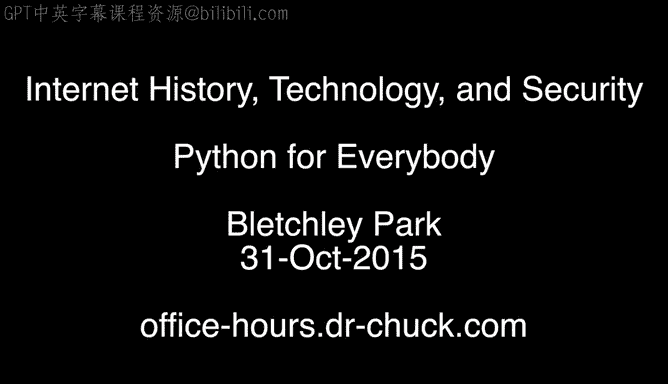 GPT中英字幕课程资源@bilibili.com
Internet History, Technology, and Security
Python for Everybody
Bletchley Park
31-Oct-2015
office-hours.dr-chuck.com